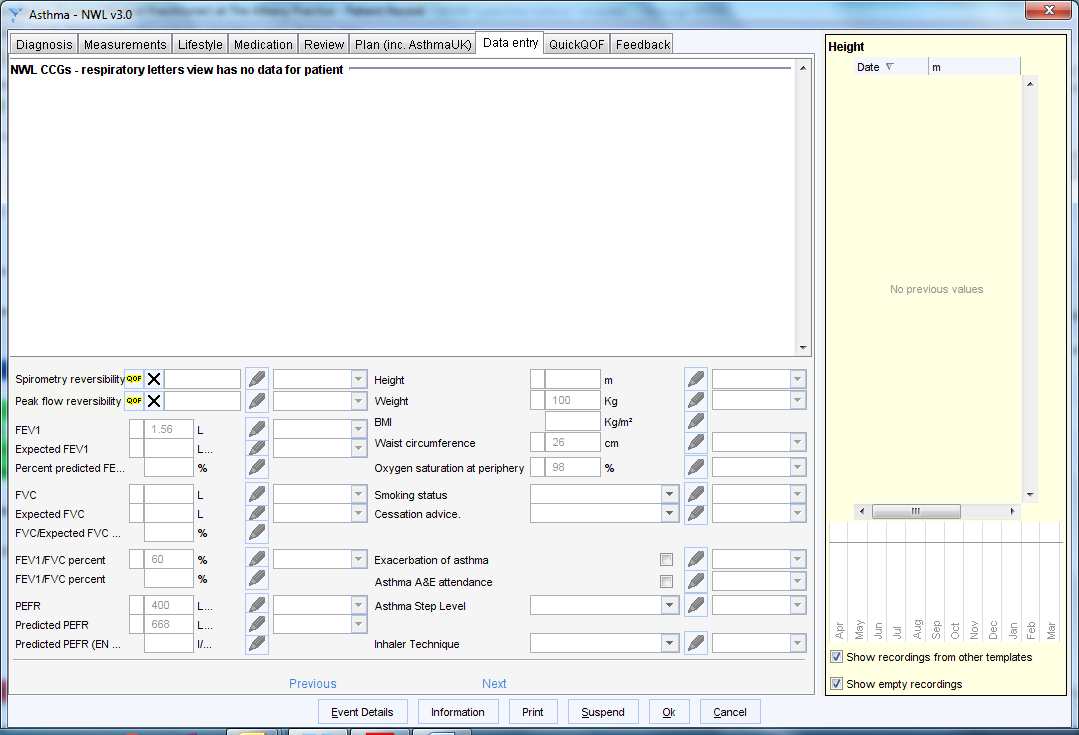 Asthma - NWL v3.0
Diagnosis Measurements Lifestyle Medication Review Plan (inc. AsthmaUK) Data entry QuickQOF Feedback
NWL CCGs - respiratory letters view has no data for patient
Spirometry reversibility QOF
Peak flow reversibility QOF
FEV1 1.56 L
Expected FEV1 L...
Percent predicted FE... %
FVC L
Expected FVC L
FVC/Expected FVC ... %
FEV1/FVC percent 60 %
FEV1/FVC percent %
PEFR 400 L...
Predicted PEFR 668 L...
Predicted PEFR (EN ... l/...
Height m
Weight 100 Kg
BMI Kg/m²
Waist circumference 26 cm
Oxygen saturation at periphery 98 %
Smoking status
Cessation advice.
Exacerbation of asthma
Asthma A&E attendance
Asthma Step Level
Inhaler Technique
Previous Next
Event Details Information Print Suspend Ok Cancel
Height
Date m
No previous values
Apr May Jun Jul Aug Sep Oct Nov Dec Jan Feb Mar
Show recordings from other templates
Show empty recordings